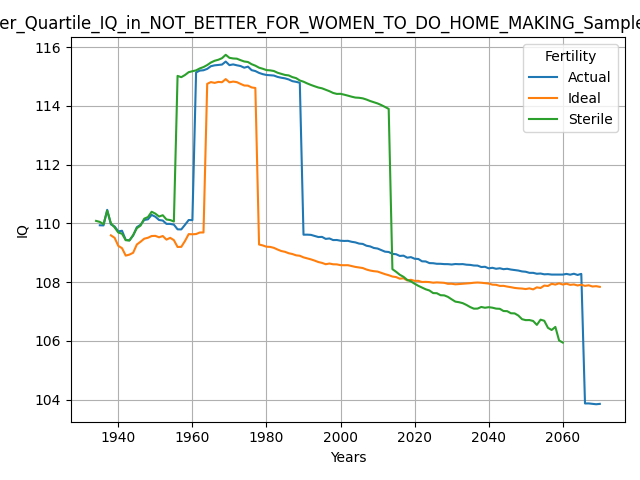 er_Quartile_IQ_in_NOT_BETTER_FOR_WOMEN_TO_DO_HOME_MAKING_Sample
116
114
112
110
108
106
104
IQ
Fertility
Actual
Ideal
Sterile
1940
1960
1980
2000
2020
2040
2060
Years